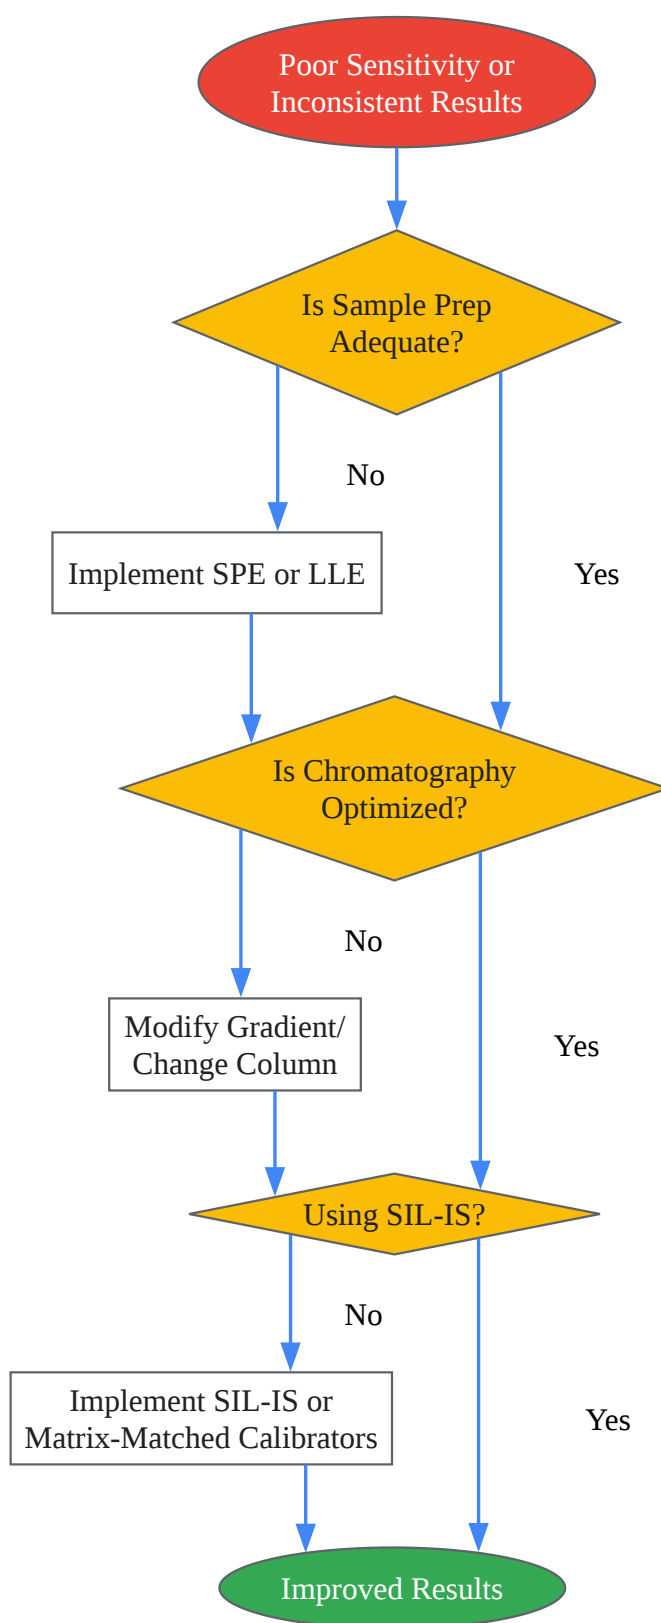 Poor Sensitivity or
Inconsistent Results
Is Sample Prep
Adequate?
No
Implement SPE or LLE
Yes
Is Chromatography
Optimized?
No
Modify Gradient/
Change Column
Yes
Using SIL-IS?
No
Implement SIL-IS or
Matrix-Matched Calibrators
Yes
Improved Results